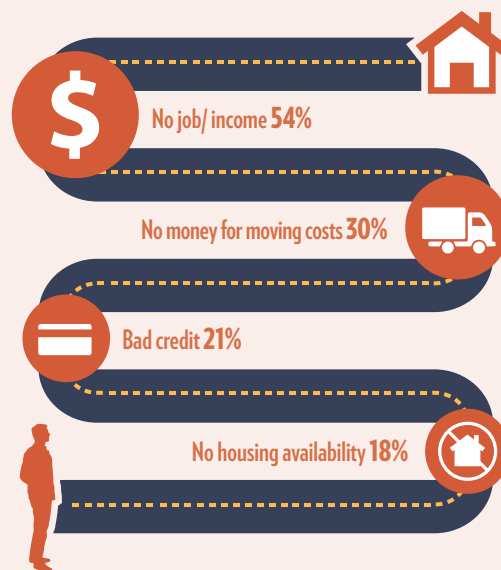 $
No job/ income 54%
No money for moving costs 30%
Bad credit 21%
No housing availability 18%